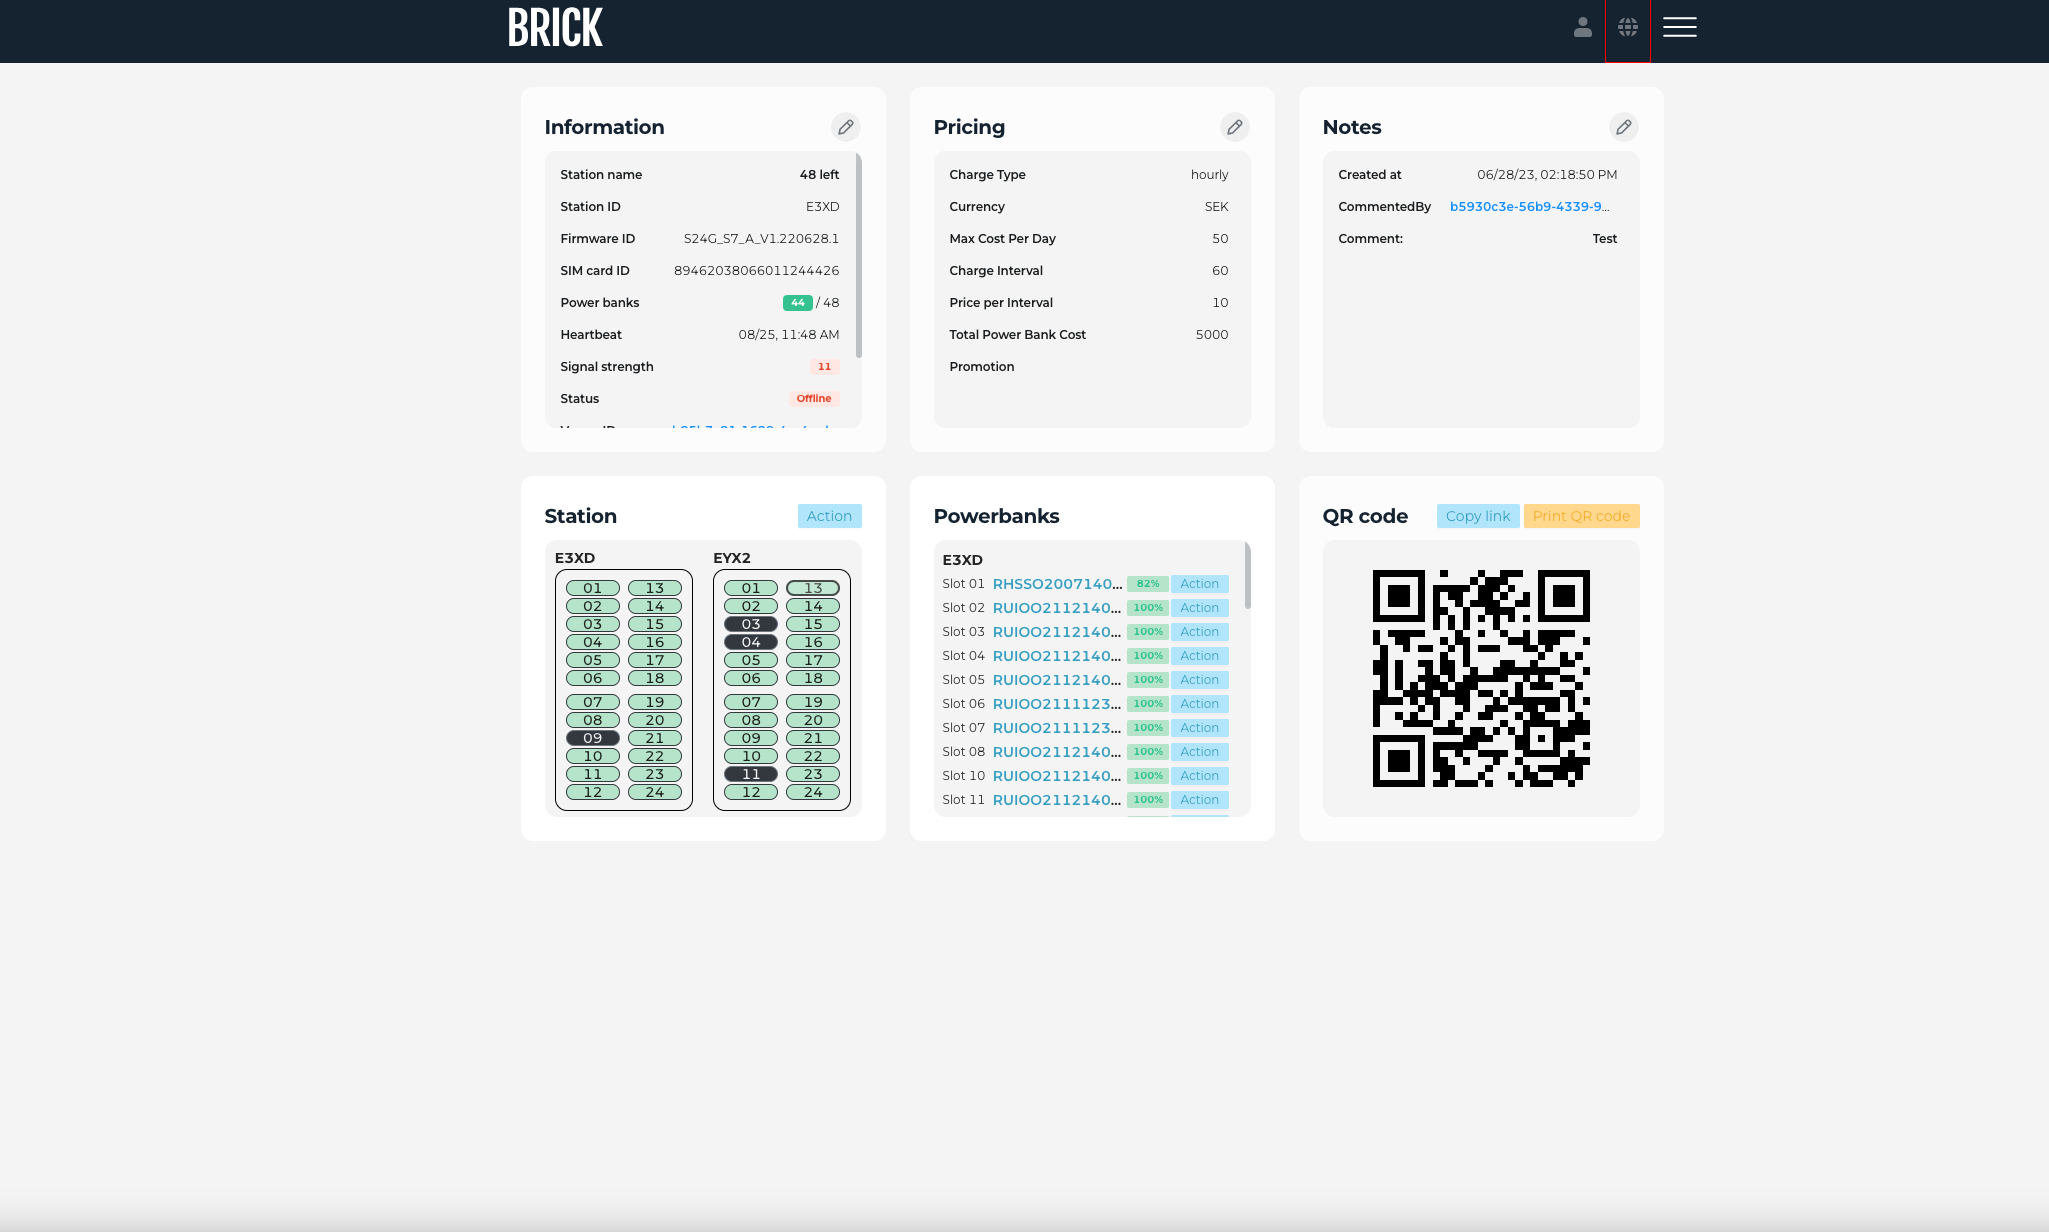 BRICK
Information
Station name 48 left
Station ID E3XD
Firmware ID S24G_S7_A_V1.220628.1
SIM card ID 89462038066011244426
Power banks 44 / 48
Heartbeat 08/25, 11:48 AM
Signal strength 11
Status Offline
Pricing
Charge Type hourly
Currency SEK
Max Cost Per Day 50
Charge Interval 60
Price per Interval 10
Total Power Bank Cost 5000
Promotion
Notes
Created at 06/28/23, 02:18:50 PM
CommentedBy b5930c3e-56b9-4339-9...
Comment: Test
Station Action
E3XD EYX2
01 13 01 13
02 14 02 14
03 15 03 15
04 16 04 16
05 17 05 17
06 18 06 18
07 19 07 19
08 20 08 20
09 21 09 21
10 22 10 22
11 23 11 23
12 24 12 24
Powerbanks
E3XD
Slot 01 RHSSO2007140... 82% Action
Slot 02 RUIOO2112140... 100% Action
Slot 03 RUIOO2112140... 100% Action
Slot 04 RUIOO2112140... 100% Action
Slot 05 RUIOO2112140... 100% Action
Slot 06 RUIOO2111123... 100% Action
Slot 07 RUIOO2111123... 100% Action
Slot 08 RUIOO2112140... 100% Action
Slot 10 RUIOO2112140... 100% Action
Slot 11 RUIOO2112140... 100% Action
QR code Copy link Print QR code